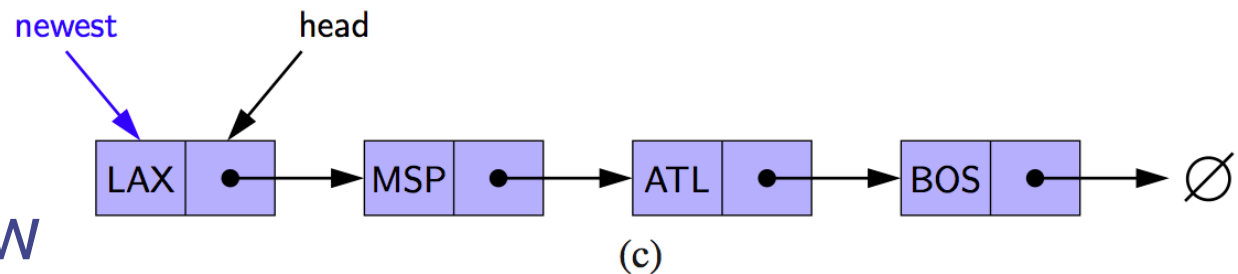 newest head
LAX MSP ATL BOS ∅
w
(c)